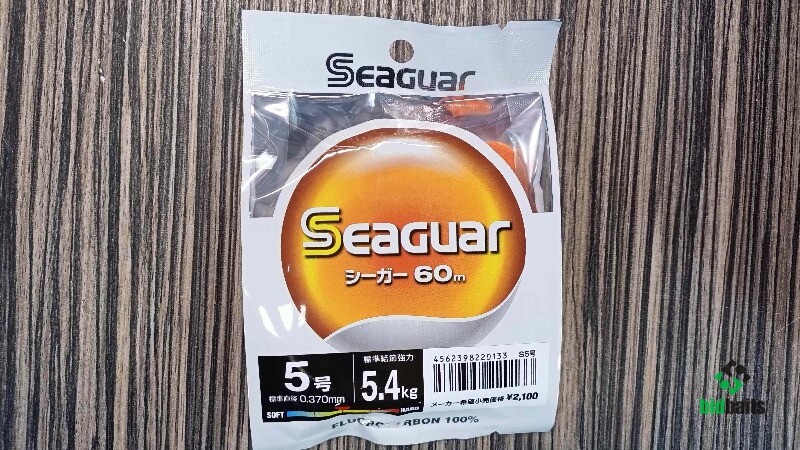 Seaguar
Seaguar
シーガー 60m
5号
標準直径 0.370mm
標準結節強力
5.4kg
SOFT HARD
4562398220133 S5号
メーカー希望小売価格 ¥2,100
100%
bidbaits